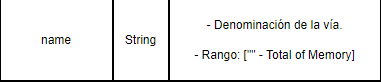 name
String
- Denominación de la vía.
- Rango: ["" - Total of Memory]